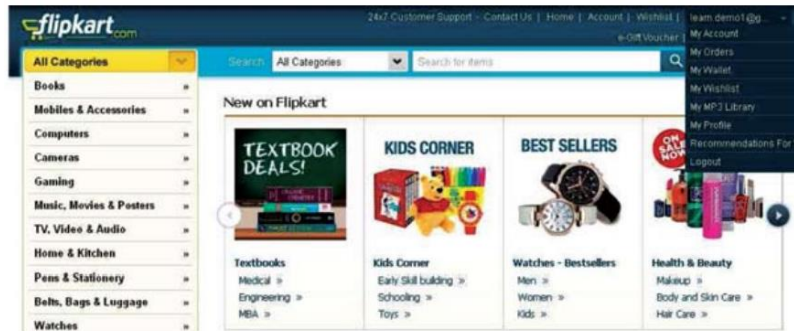 flipkart.com
24x7 Customer Support - Contact Us | Home | Account | Wishlist |
learn.demo1@g...
e-Gift Voucher |
My Account
My Orders
My Wallet
My Wishlist
My MP3 Library
My Profile
Recommendations For
Logout
All Categories
Search All Categories Search for items
Books »
Mobiles & Accessories »
Computers »
Cameras »
Gaming »
Music, Movies & Posters »
TV, Video & Audio »
Home & Kitchen »
Pens & Stationery »
Belts, Bags & Luggage »
Watches »
New on Flipkart
TEXTBOOK
DEALS!
KIDS CORNER
BEST SELLERS
ON
SALE
NOW
Textbooks
Medical »
Engineering »
MBA »
Kids Corner
Early Skill building »
Schooling »
Toys »
Watches - Bestsellers
Men »
Women »
Kids »
Health & Beauty
Makeup »
Body and Skin Care »
Hair Care »